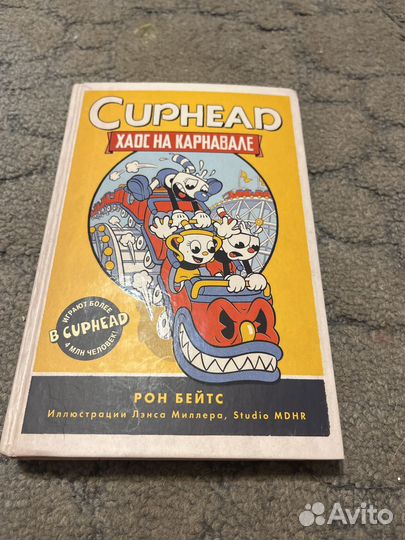 CUPHEAD
ХАОС НА КАРНАВАЛЕ
ИГРАЮТ БОЛЕЕ
В CUPHEAD
4 МЛН ЧЕЛОВЕК!
РОН БЕЙТС
Иллюстрации Лэнса Миллера, Studio MDHR
Avito